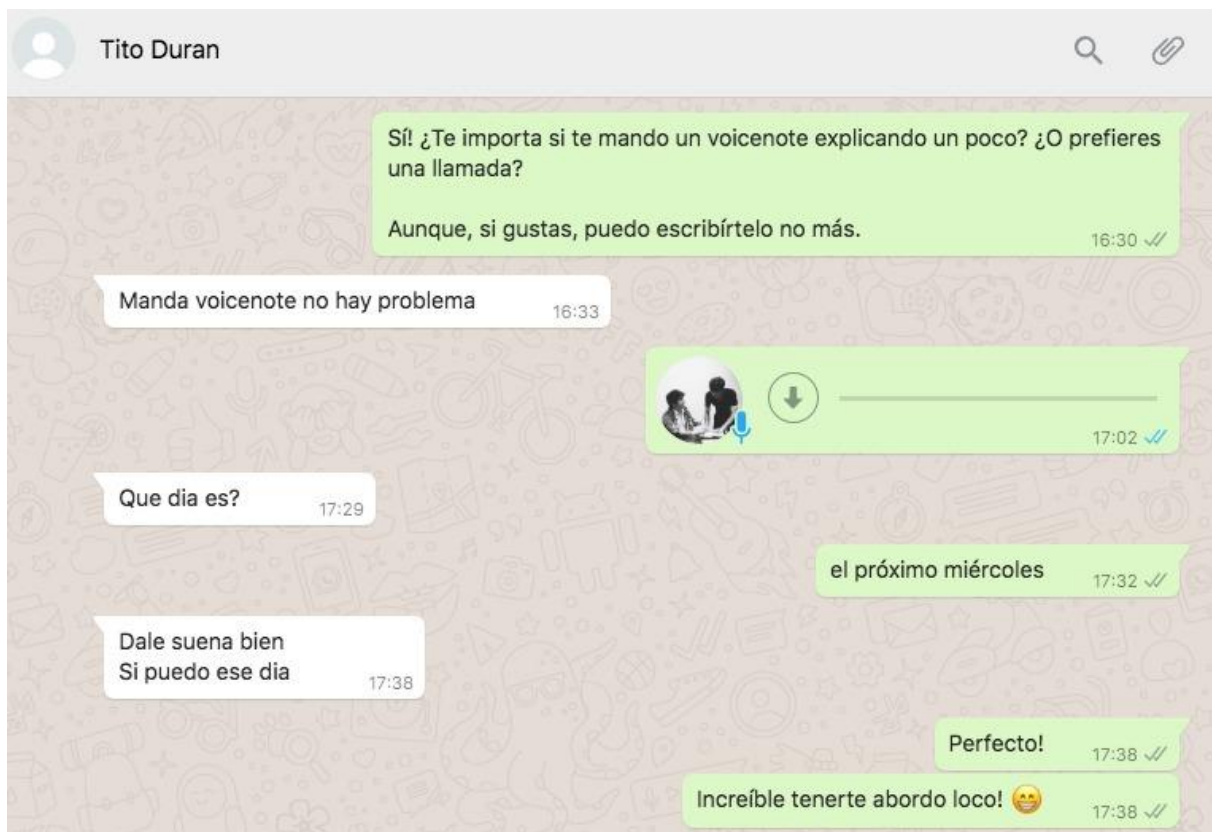 Tito Duran
Sí! ¿Te importa si te mando un voicenote explicando un poco? ¿O prefieres
una llamada?
Aunque, si gustas, puedo escribírtelo no más.
16:30
Manda voicenote no hay problema
16:33
17:02
Que dia es?
17:29
el próximo miércoles
17:32
Dale suena bien
Si puedo ese dia
17:38
Perfecto!
17:38
Increíble tenerte abordo loco! 😁
17:38